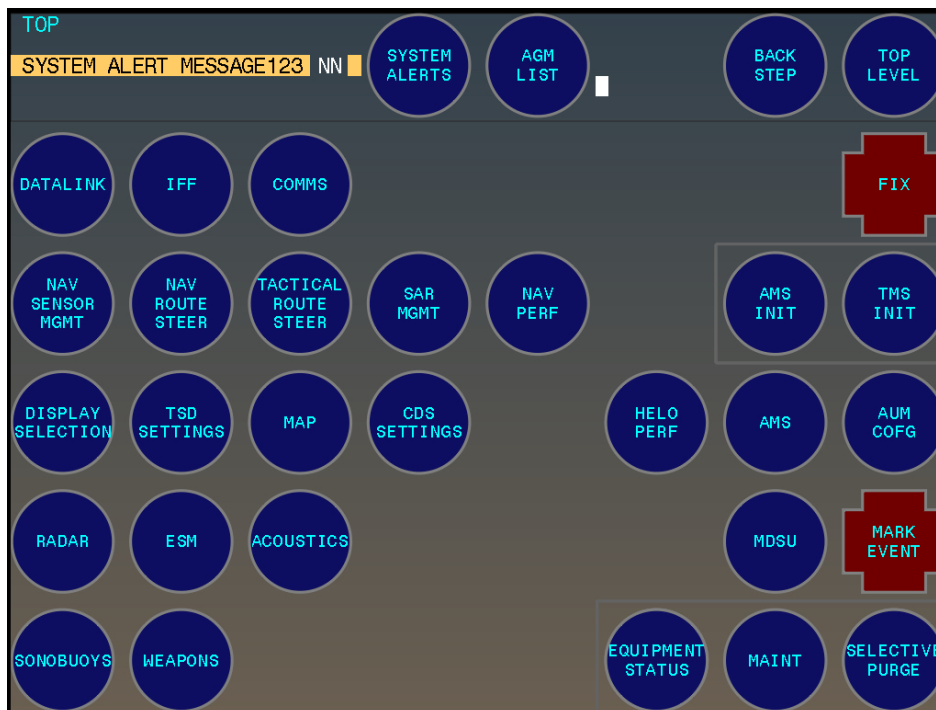 TOP
SYSTEM ALERT MESSAGE123 NN
SYSTEM
ALERTS
AGM
LIST
BACK
STEP
TOP
LEVEL
DATALINK
IFF
COMMS
FIX
NAV
SENSOR
MGMT
NAV
ROUTE
STEER
TACTICAL
ROUTE
STEER
SAR
MGMT
NAV
PERF
AMS
INIT
TMS
INIT
DISPLAY
SELECTION
TSD
SETTINGS
MAP
CDS
SETTINGS
HELO
PERF
AMS
AUM
COFG
RADAR
ESM
ACOUSTICS
MDSU
MARK
EVENT
SONOBUOYS
WEAPONS
EQUIPMENT
STATUS
MAINT
SELECTIVE
PURGE